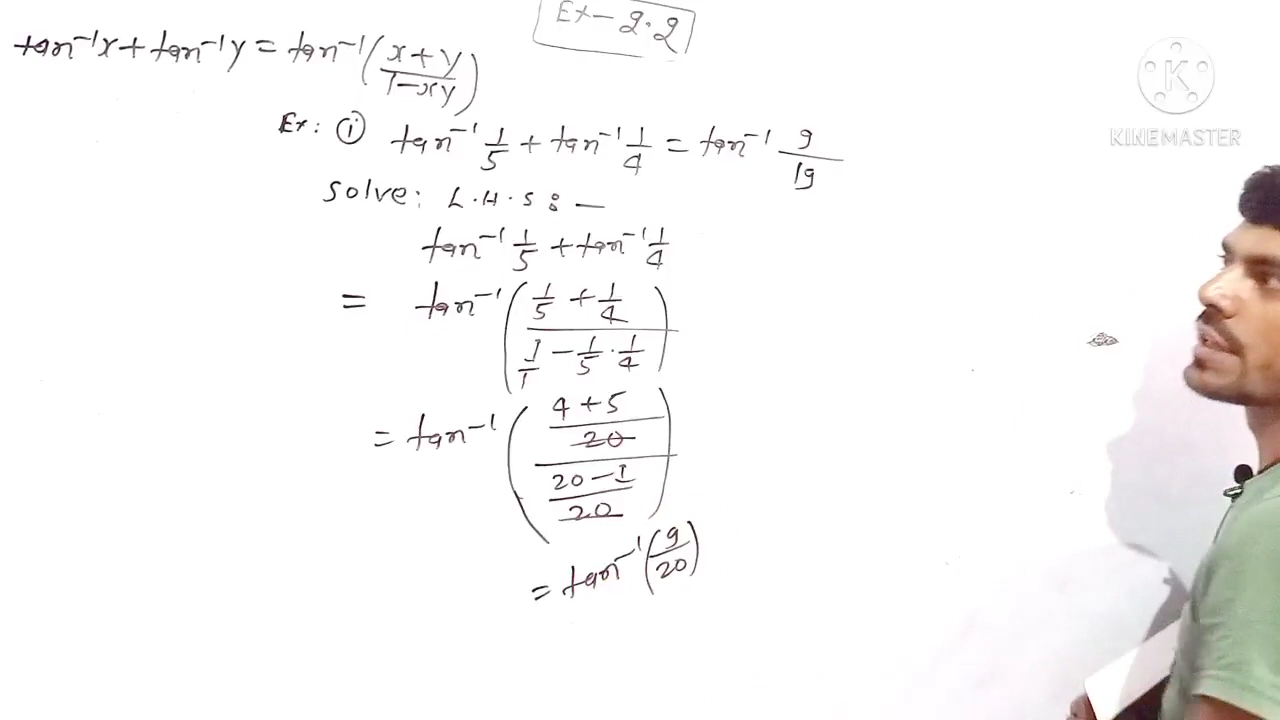 Ex - 2.2
tan⁻¹x + tan⁻¹y = tan⁻¹(x + y / 1 - xy)
Ex: ① tan⁻¹ 1/5 + tan⁻¹ 1/4 = tan⁻¹ 9/19
Solve: L.H.S : —
tan⁻¹ 1/5 + tan⁻¹ 1/4
= tan⁻¹((1/5 + 1/4) / (1/1 - 1/5 · 1/4))
= tan⁻¹((4 + 5 / 20) / (20 - 1 / 20))
= tan⁻¹(9/20)
KINEMASTER